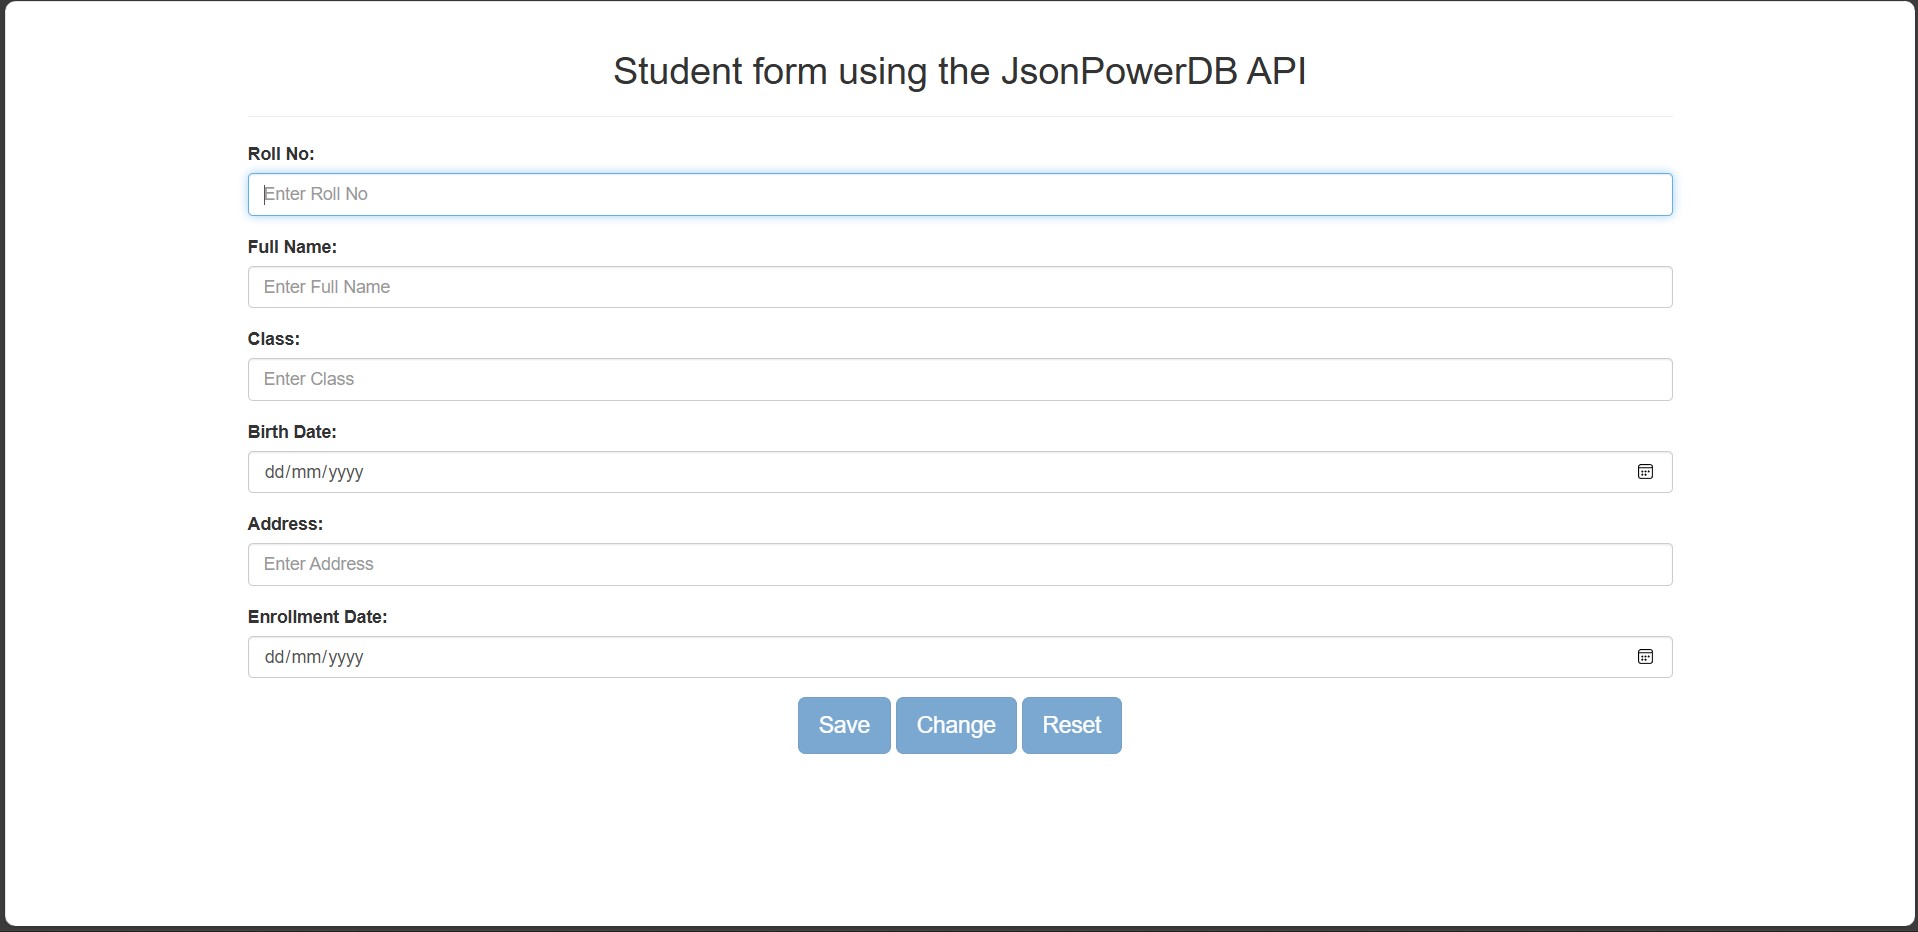 Student form using the JsonPowerDB API
Roll No:
Enter Roll No
Full Name:
Enter Full Name
Class:
Enter Class
Birth Date:
dd/mm/yyyy
Address:
Enter Address
Enrollment Date:
dd/mm/yyyy
Save Change Reset